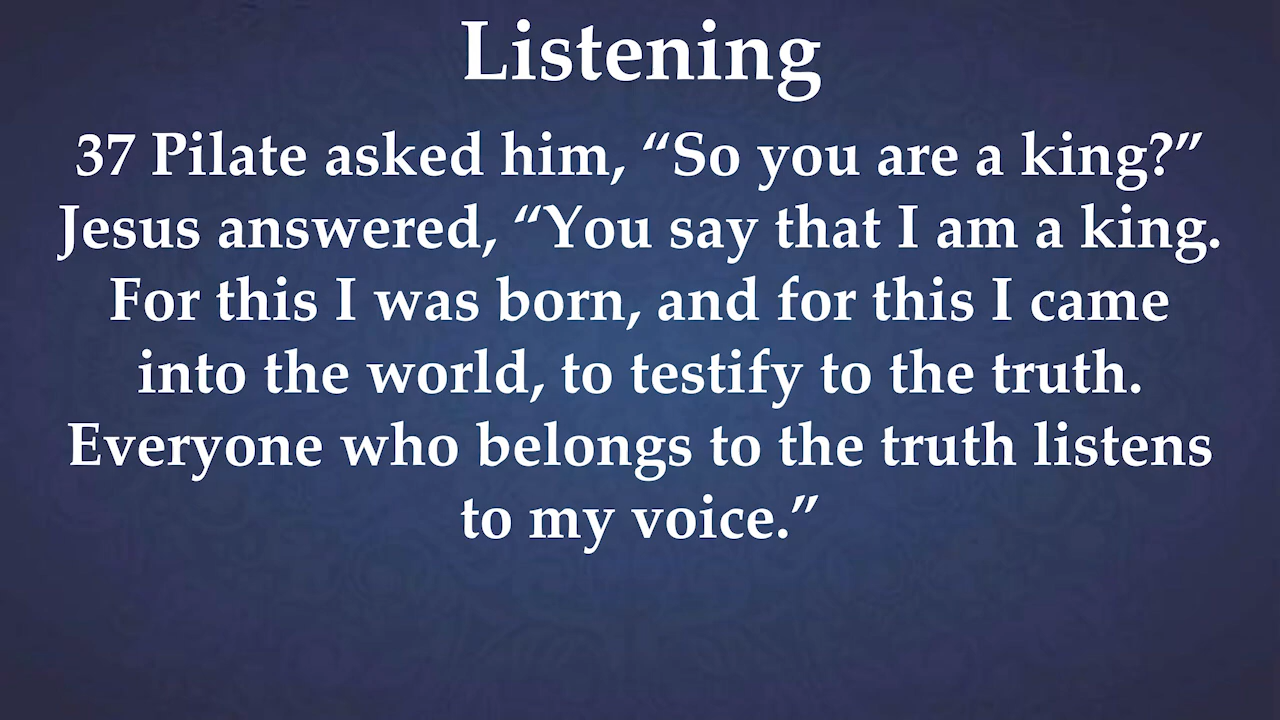 Listening
37 Pilate asked him, “So you are a king?”
Jesus answered, “You say that I am a king.
For this I was born, and for this I came
into the world, to testify to the truth.
Everyone who belongs to the truth listens
to my voice.”